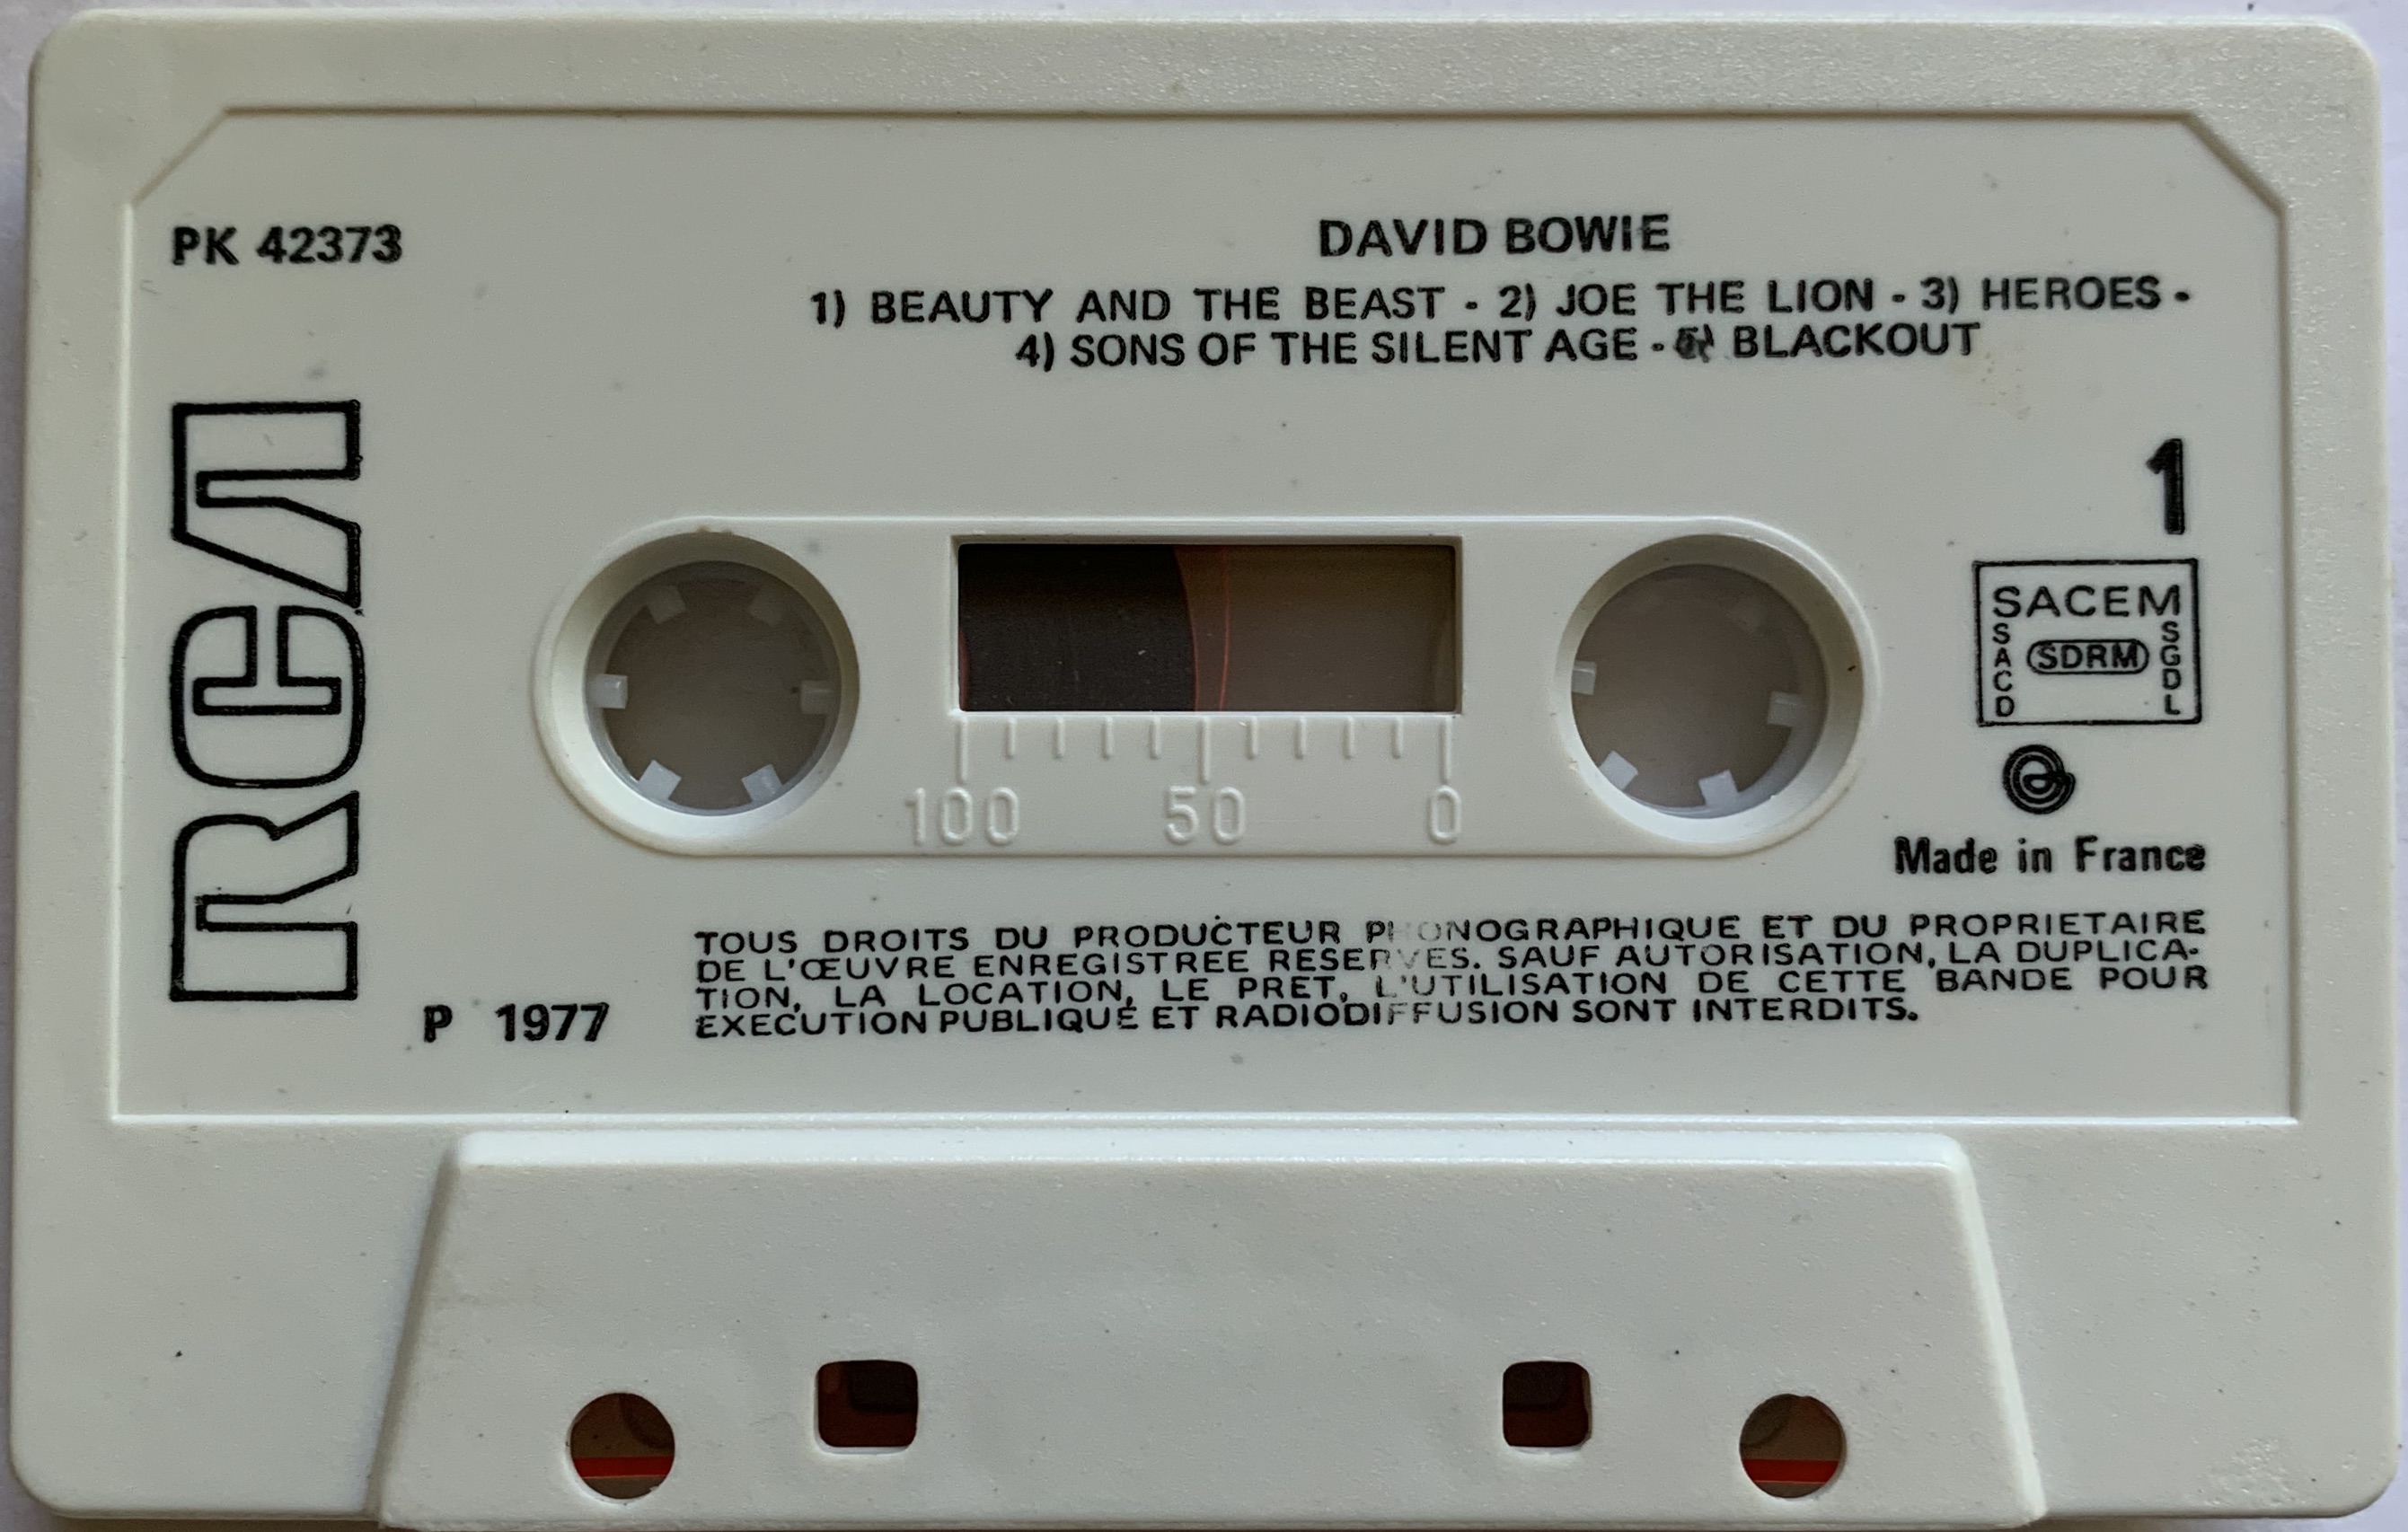 PK 42373
DAVID BOWIE
1) BEAUTY AND THE BEAST - 2) JOE THE LION - 3) HEROES -
4) SONS OF THE SILENT AGE - 5) BLACKOUT
RCA
1
SACEM
SACD
SDRM
SGDL
100 50 0
Made in France
P 1977
TOUS DROITS DU PRODUCTEUR PHONOGRAPHIQUE ET DU PROPRIETAIRE
DE L'ŒUVRE ENREGISTREE RESERVES. SAUF AUTORISATION, LA DUPLICA-
TION, LA LOCATION, LE PRET, L'UTILISATION DE CETTE BANDE POUR
EXECUTION PUBLIQUE ET RADIODIFFUSION SONT INTERDITS.